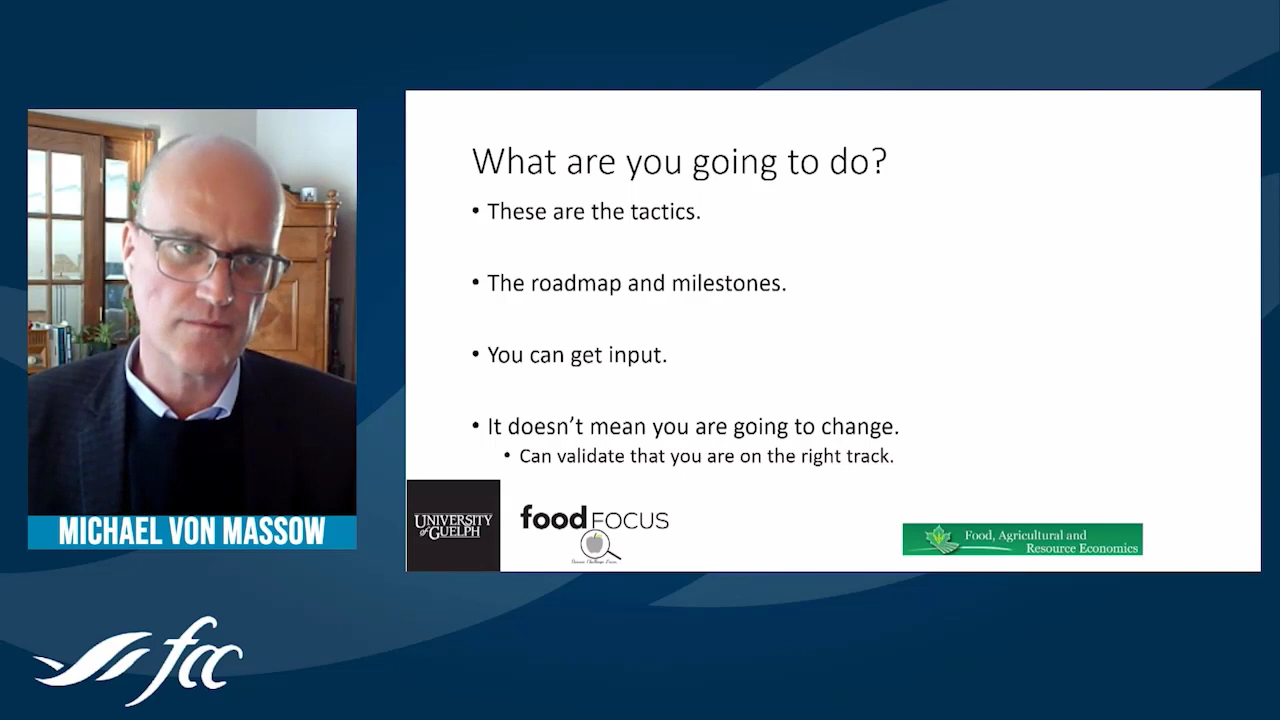 What are you going to do?
• These are the tactics.
• The roadmap and milestones.
• You can get input.
• It doesn't mean you are going to change.
• Can validate that you are on the right track.
UNIVERSITY
of GUELPH
food FOCUS
Food, Agricultural and
Resource Economics
MICHAEL VON MASSOW
fcc